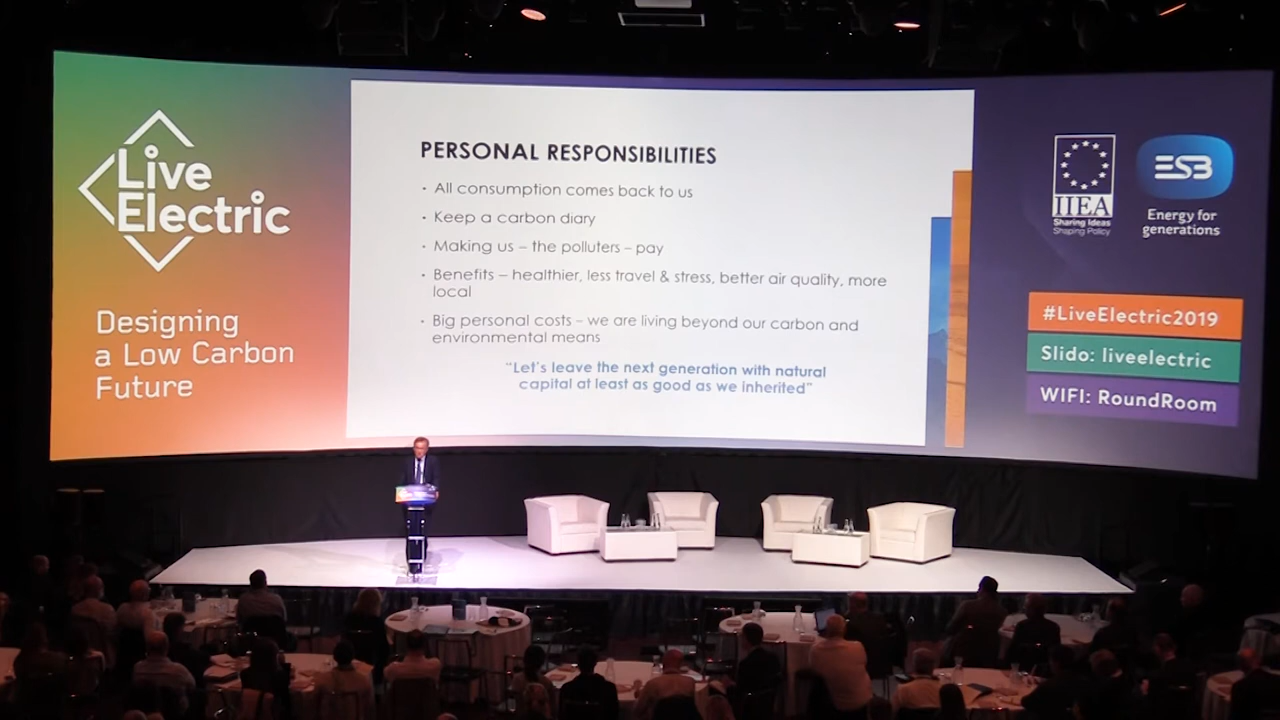 Live
Electric
Designing
a Low Carbon
Future
PERSONAL RESPONSIBILITIES
· All consumption comes back to us
· Keep a carbon diary
· Making us – the polluters – pay
· Benefits – healthier, less travel & stress, better air quality, more
local
· Big personal costs – we are living beyond our carbon and
environmental means
"Let's leave the next generation with natural
capital at least as good as we inherited"
IIEA
Sharing Ideas
Shaping Policy
ESB
Energy for
generations
#LiveElectric2019
Slido: liveelectric
WIFI: RoundRoom